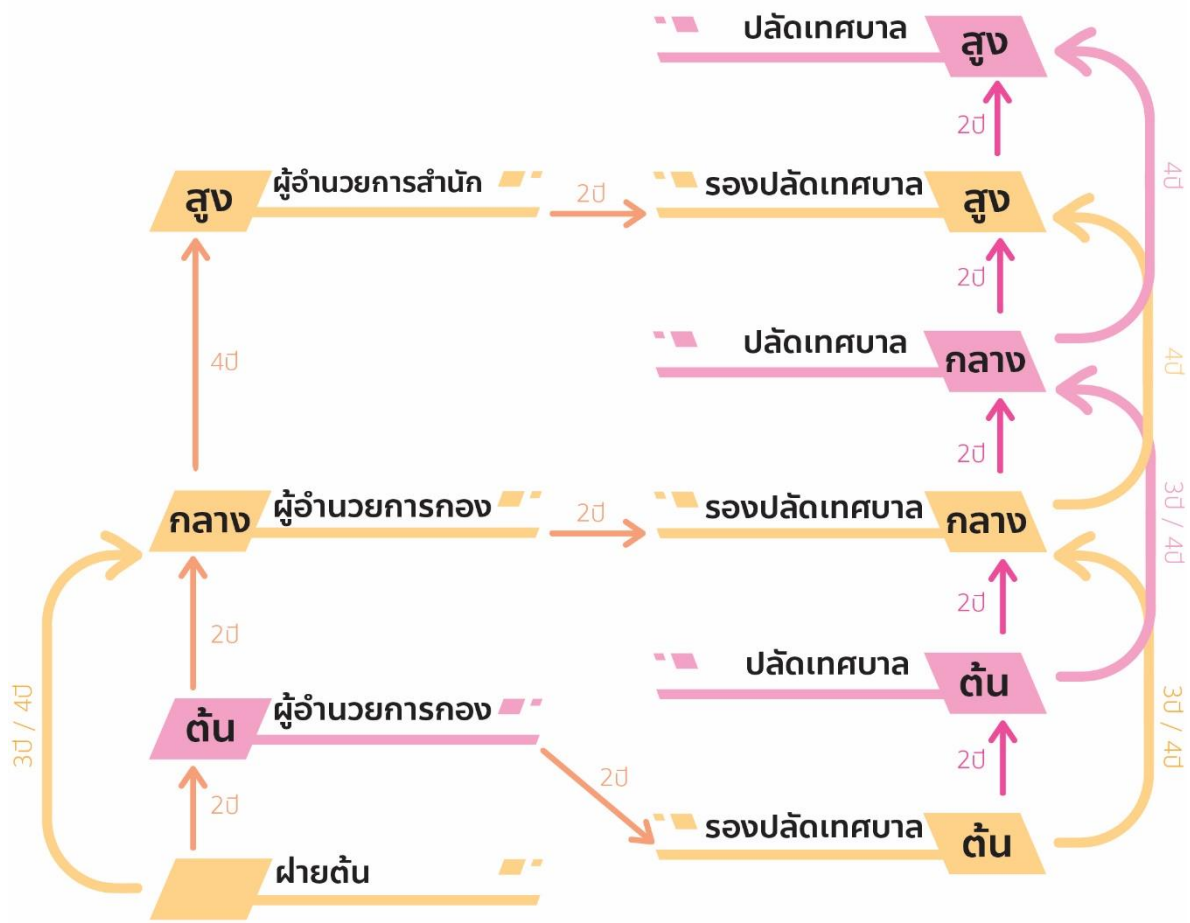 ปลัดเทศบาล สูง
2ปี
4ปี
สูง ผู้อำนวยการสำนัก 2ปี รองปลัดเทศบาล สูง
2ปี
4ปี
ปลัดเทศบาล กลาง
4ปี
2ปี
กลาง ผู้อำนวยการกอง 2ปี รองปลัดเทศบาล กลาง
3ปี / 4ปี
2ปี
2ปี
ปลัดเทศบาล ต้น
3ปี / 4ปี
ต้น ผู้อำนวยการกอง
3ปี / 4ปี
2ปี
2ปี
2ปี
รองปลัดเทศบาล ต้น
ฝ่ายต้น